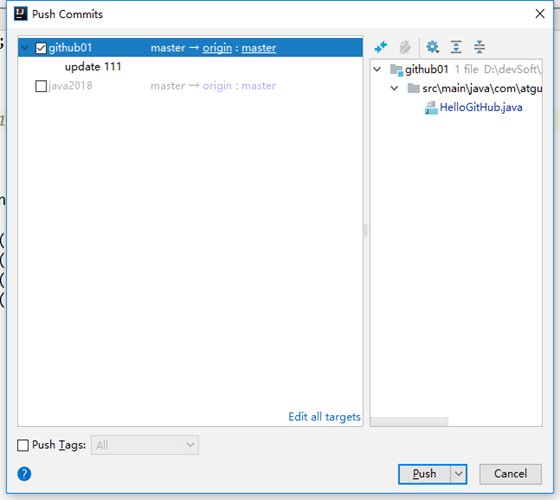 Push Commits
github01 master → origin : master
update 111
java2018 master → origin : master
Edit all targets
github01 1 file D:\devSoft\
src\main\java\com\atgu
HelloGitHub.java
Push Tags: All
? Push Cancel